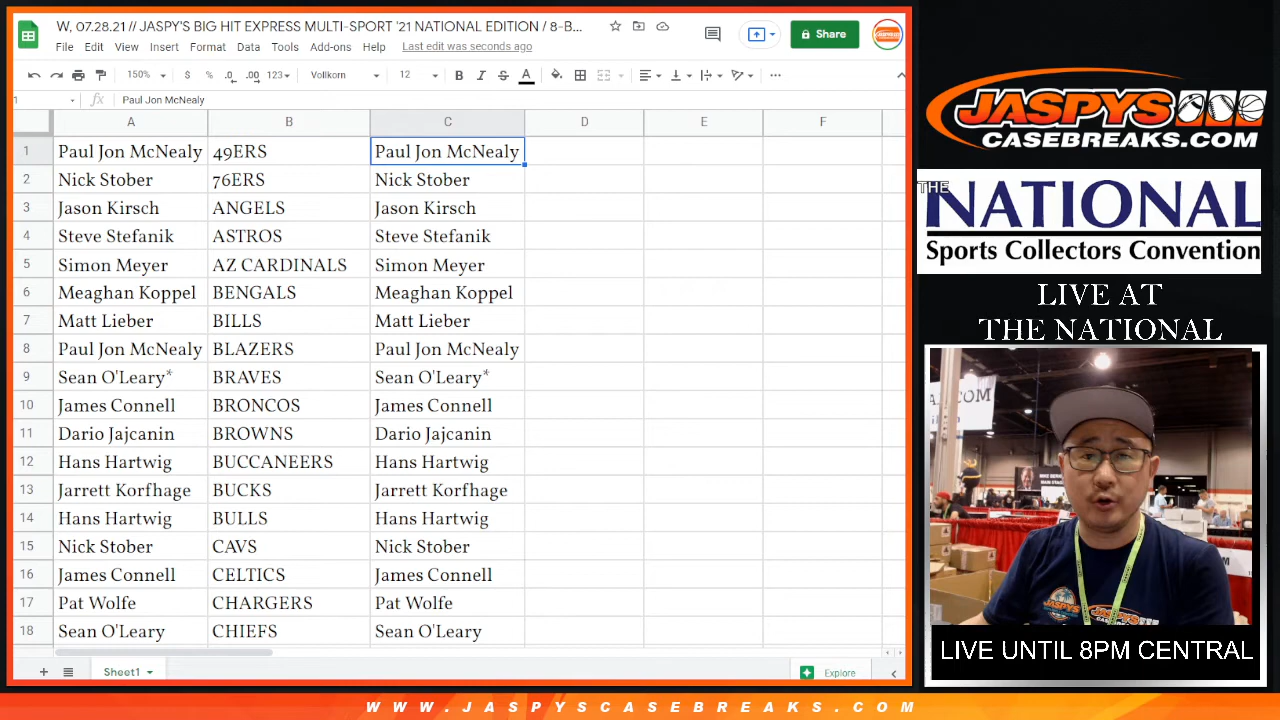 W, 07.28.21 // JASPY'S BIG HIT EXPRESS MULTI-SPORT '21 NATIONAL EDITION / 8-B...
Share
File Edit View Insert Format Data Tools Add-ons Help Last edit was seconds ago
150% $ % .0 .00 123 Vollkorn 12 B I S A
1 fx Paul Jon McNealy
A B C D E F
1 Paul Jon McNealy 49ERS Paul Jon McNealy
2 Nick Stober 76ERS Nick Stober
3 Jason Kirsch ANGELS Jason Kirsch
4 Steve Stefanik ASTROS Steve Stefanik
5 Simon Meyer AZ CARDINALS Simon Meyer
6 Meaghan Koppel BENGALS Meaghan Koppel
7 Matt Lieber BILLS Matt Lieber
8 Paul Jon McNealy BLAZERS Paul Jon McNealy
9 Sean O'Leary* BRAVES Sean O'Leary*
10 James Connell BRONCOS James Connell
11 Dario Jajcanin BROWNS Dario Jajcanin
12 Hans Hartwig BUCCANEERS Hans Hartwig
13 Jarrett Korfhage BUCKS Jarrett Korfhage
14 Hans Hartwig BULLS Hans Hartwig
15 Nick Stober CAVS Nick Stober
16 James Connell CELTICS James Connell
17 Pat Wolfe CHARGERS Pat Wolfe
18 Sean O'Leary CHIEFS Sean O'Leary
Sheet1 Explore
JASPYS
CASEBREAKS.COM
THE
NATIONAL
Sports Collectors Convention
LIVE AT
THE NATIONAL
JASPYS
LIVE UNTIL 8PM CENTRAL
WWW.JASPYSCASEBREAKS.COM